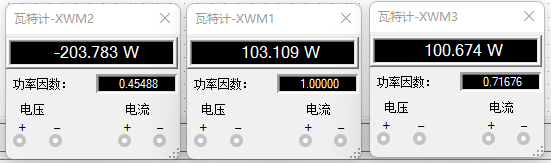 瓦特计-XWM2
-203.783 W
功率因数: 0.45488
电压 电流
+ − + −
瓦特计-XWM1
103.109 W
功率因数: 1.00000
电压 电流
+ − + −
瓦特计-XWM3
100.674 W
功率因数: 0.71676
电压 电流
+ − + −